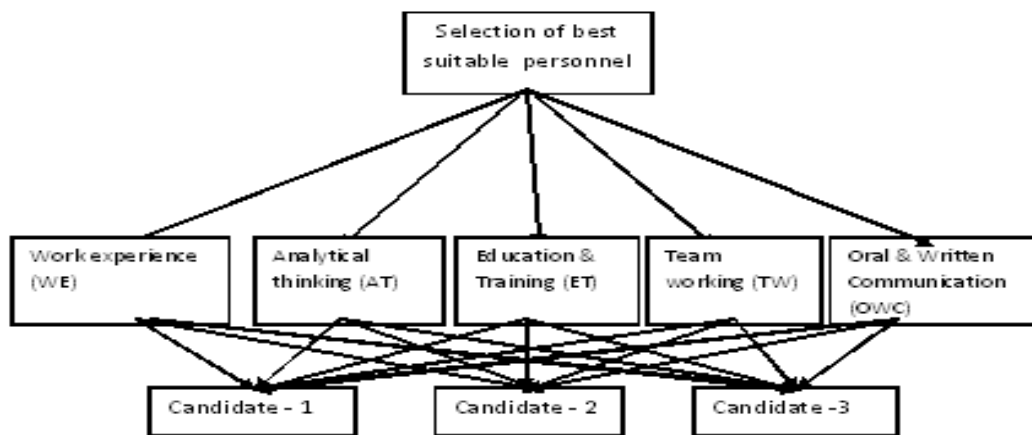 Selection of best
suitable personnel
Work experience
(WE)
Analytical
thinking (AT)
Education &
Training (ET)
Team
working (TW)
Oral & Written
Communication
(OWC)
Candidate - 1
Candidate - 2
Candidate -3